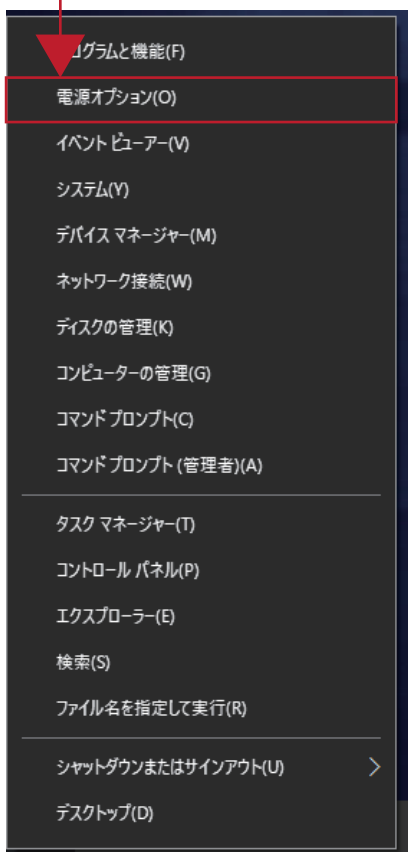 ログラムと機能(F)
電源オプション(O)
イベント ビューアー(V)
システム(Y)
デバイス マネージャー(M)
ネットワーク接続(W)
ディスクの管理(K)
コンピューターの管理(G)
コマンド プロンプト(C)
コマンド プロンプト (管理者)(A)
タスク マネージャー(T)
コントロール パネル(P)
エクスプローラー(E)
検索(S)
ファイル名を指定して実行(R)
シャットダウンまたはサインアウト(U)
デスクトップ(D)